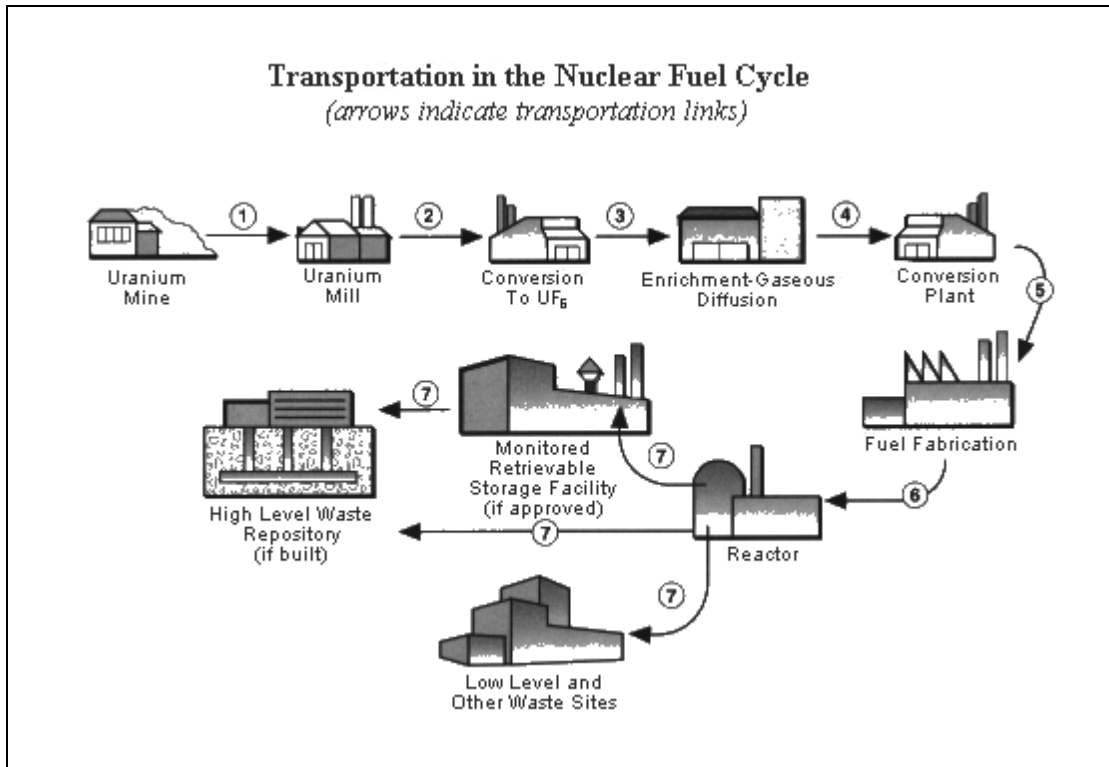 Transportation in the Nuclear Fuel Cycle
(arrows indicate transportation links)
1
2
3
4
Uranium
Mine
Uranium
Mill
Conversion
To UF6
Enrichment-Gaseous
Diffusion
Conversion
Plant
5
Fuel Fabrication
6
Reactor
7
Monitored
Retrievable
Storage Facility
(if approved)
7
High Level Waste
Repository
(if built)
7
7
Low Level and
Other Waste Sites